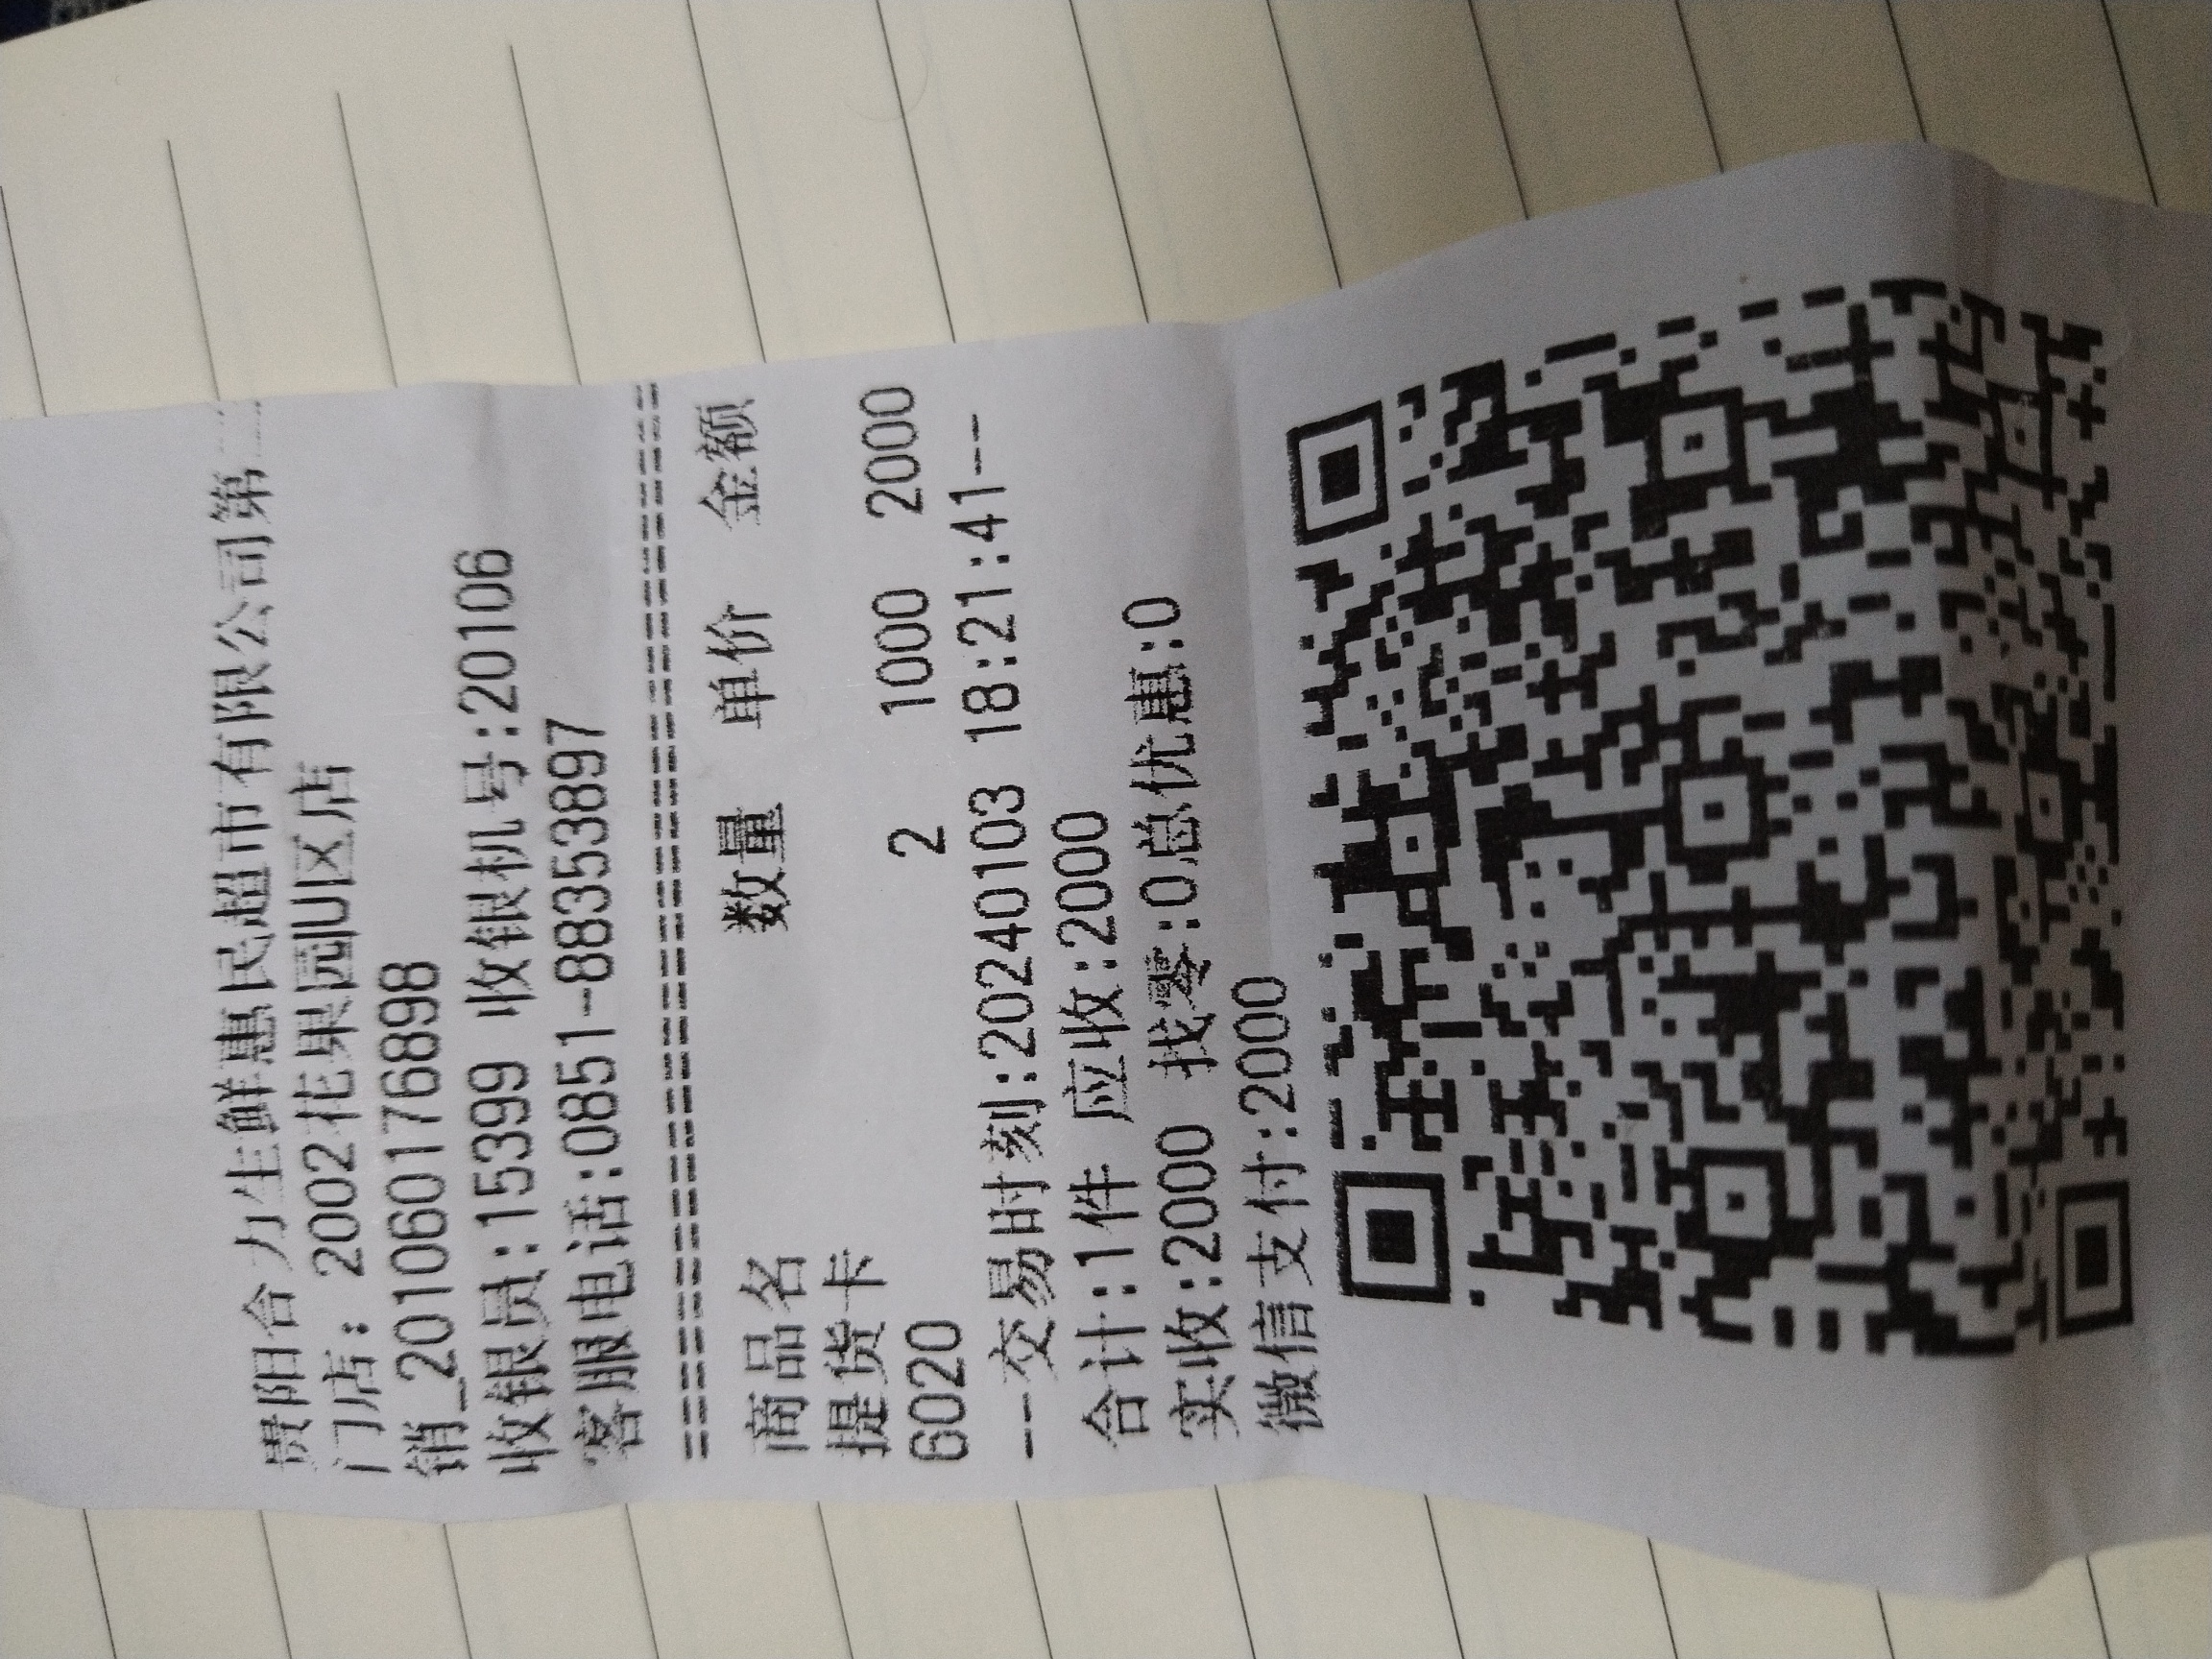 贵阳合力生鲜惠民超市有限公司第二
门店: 2002花果园U区店
销_2010601768​98
收银员:15399 收银机号:20106
客服电话:0851-88353897
================================
商品名 数量 单价 金额
提货卡
6020 2 1000 2000
--交易时刻:20240103 18:21:41--
合计:1件 应收:2000
实收:2000 找零:0总优惠:0
微信支付:2000